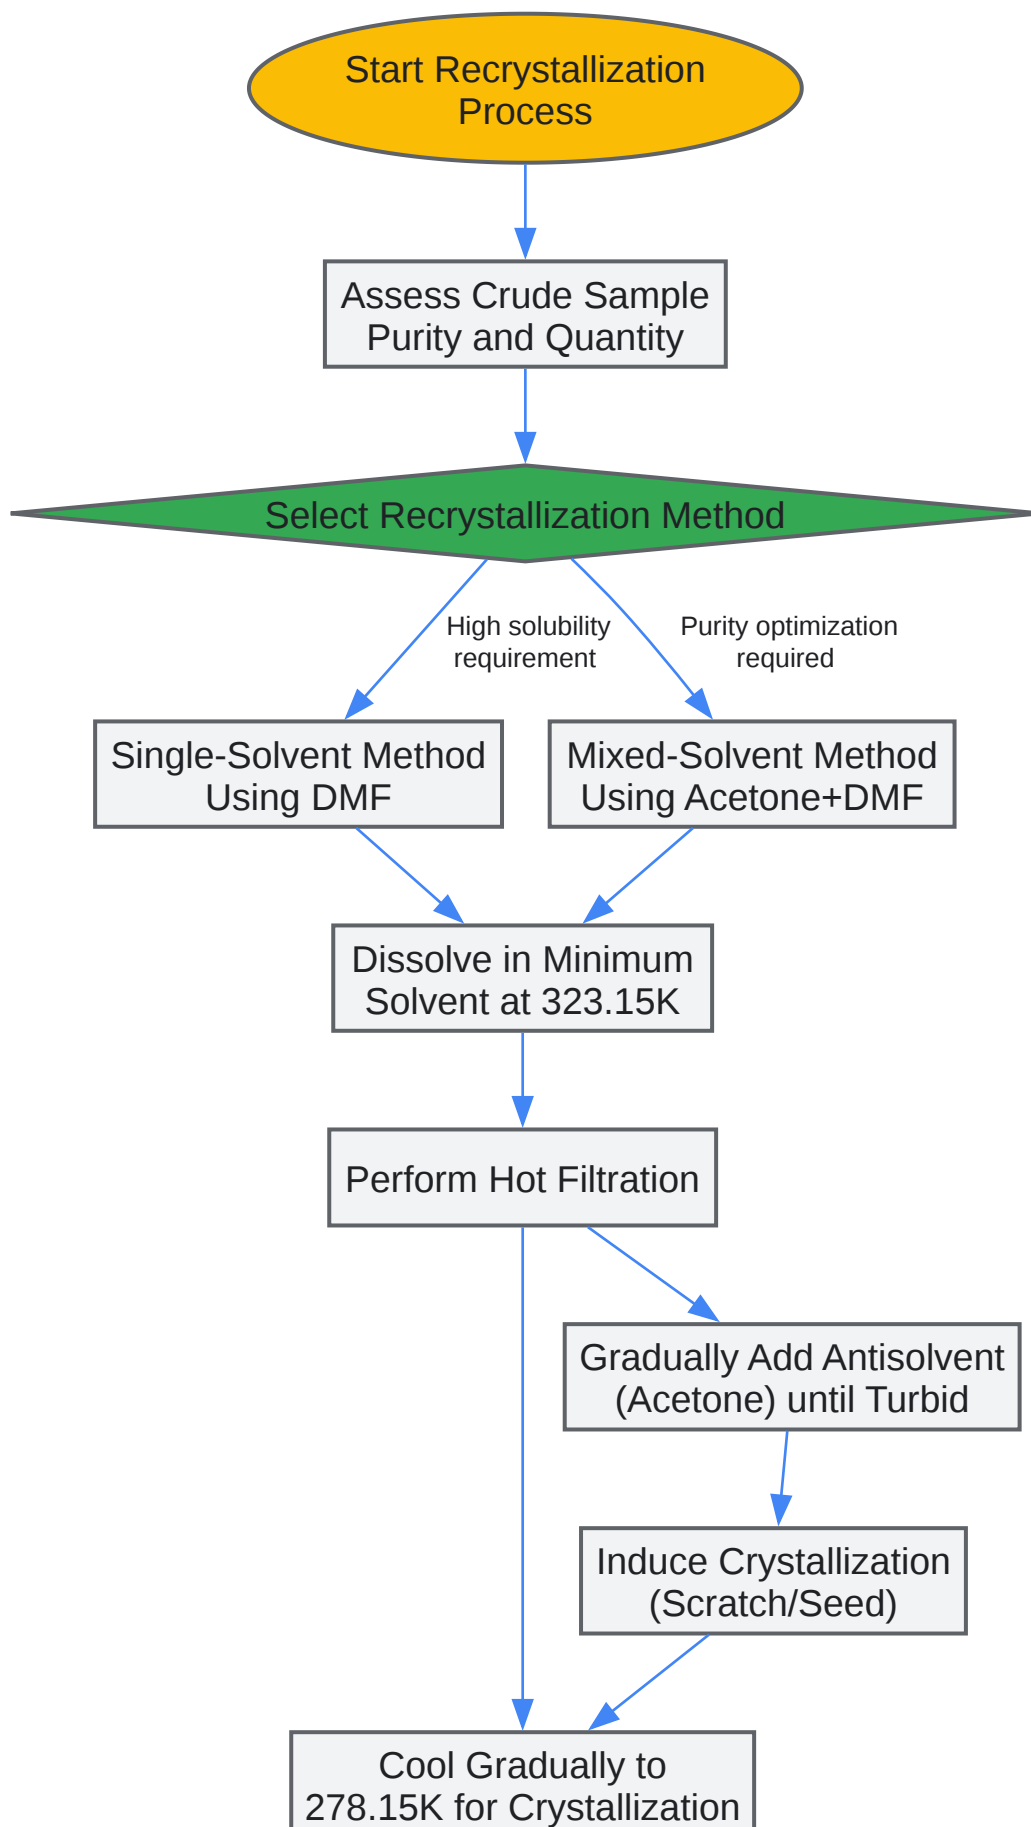 Start Recrystallization
Process
Assess Crude Sample
Purity and Quantity
Select Recrystallization Method
High solubility
requirement
Purity optimization
required
Single-Solvent Method
Using DMF
Mixed-Solvent Method
Using Acetone+DMF
Dissolve in Minimum
Solvent at 323.15K
Perform Hot Filtration
Gradually Add Antisolvent
(Acetone) until Turbid
Induce Crystallization
(Scratch/Seed)
Cool Gradually to
278.15K for Crystallization